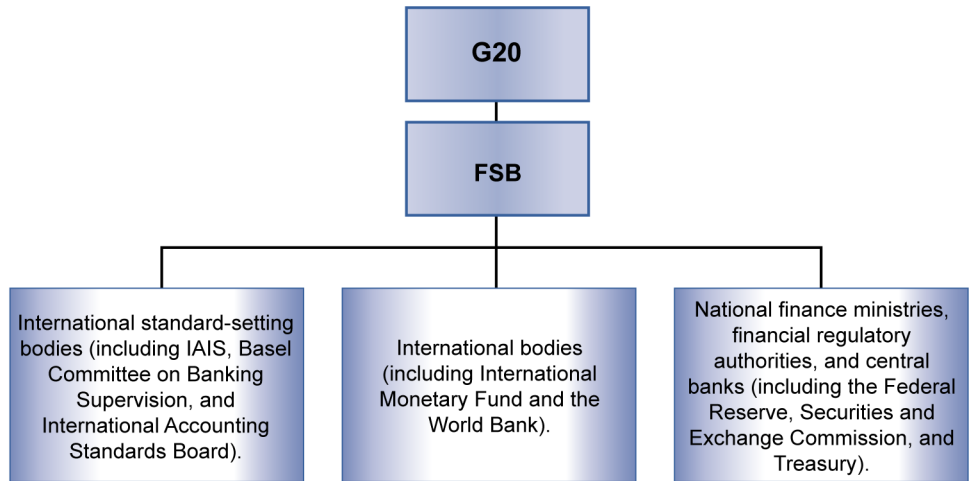 G20
FSB
International standard-setting
bodies (including IAIS, Basel
Committee on Banking
Supervision, and
International Accounting
Standards Board).
International bodies
(including International
Monetary Fund and the
World Bank).
National finance ministries,
financial regulatory
authorities, and central
banks (including the Federal
Reserve, Securities and
Exchange Commission, and
Treasury).